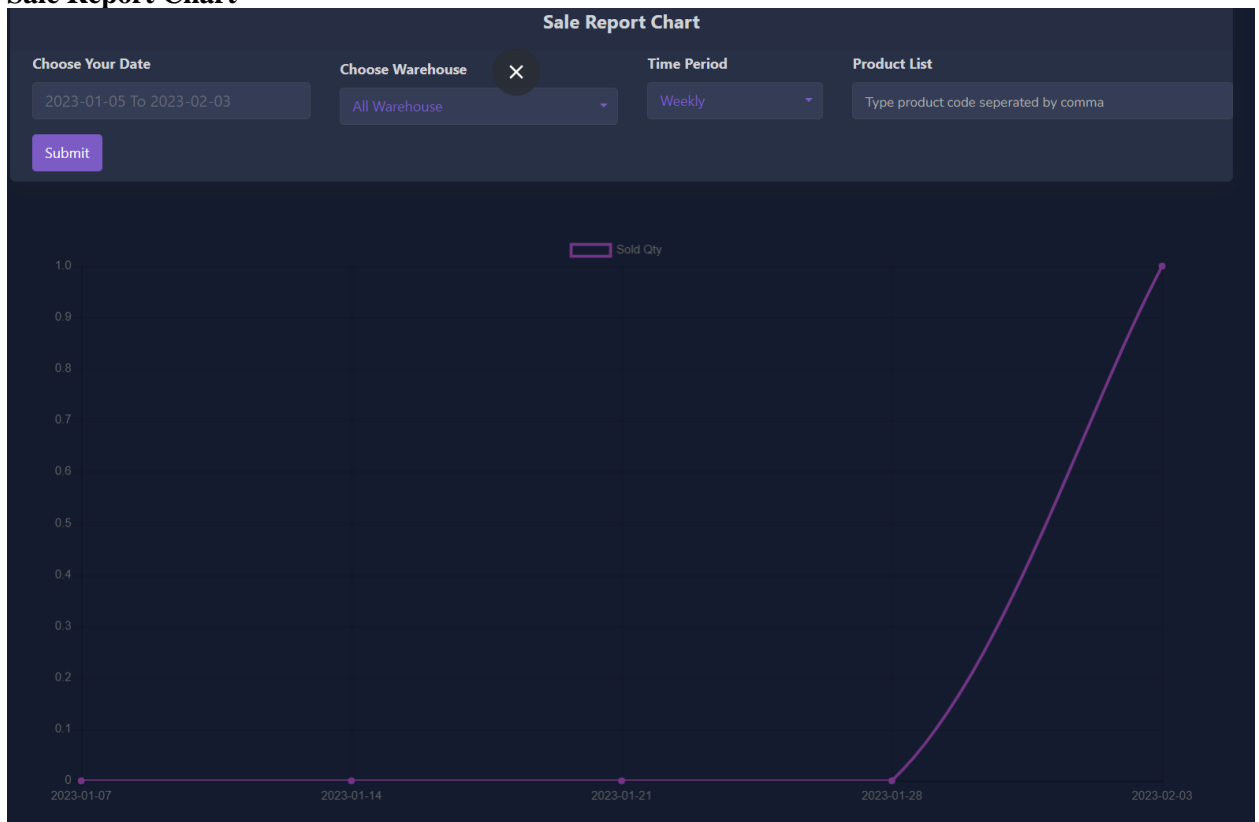 Sale Report Chart
Sale Report Chart
Choose Your Date
Choose Warehouse
Time Period
Product List
2023-01-05 To 2023-02-03
All Warehouse
Weekly
Type product code seperated by comma
Submit
Sold Qty
1.0
0.9
0.8
0.7
0.6
0.5
0.4
0.3
0.2
0.1
0
2023-01-07 2023-01-14 2023-01-21 2023-01-28 2023-02-03